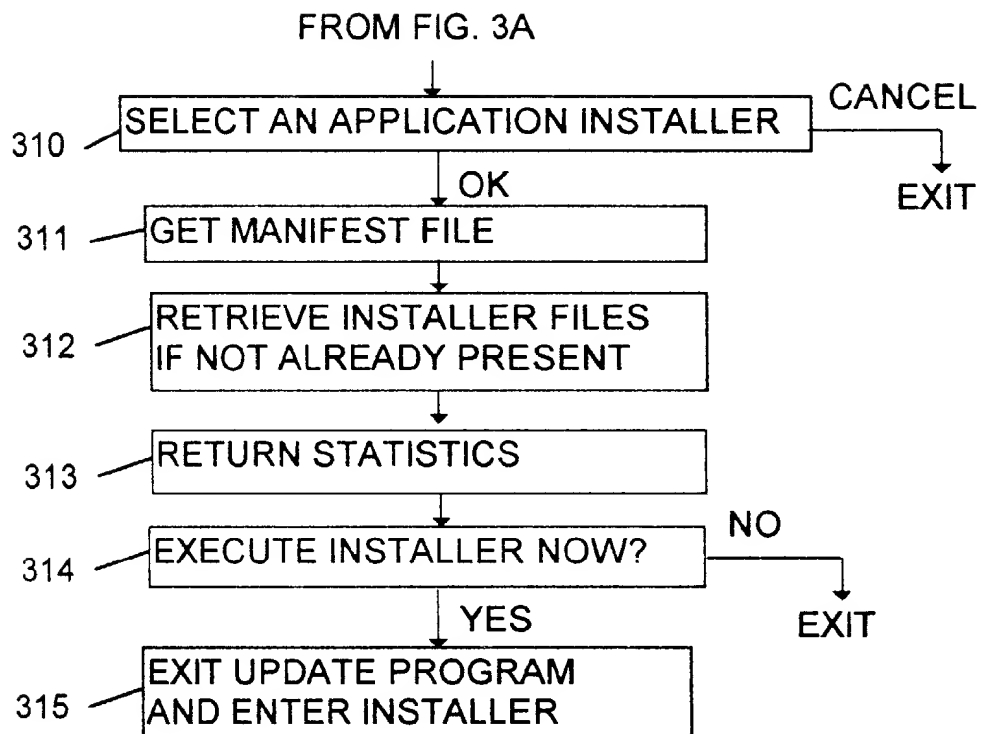 FROM FIG. 3A
CANCEL
310 SELECT AN APPLICATION INSTALLER
EXIT
OK
311 GET MANIFEST FILE
312 RETRIEVE INSTALLER FILES
IF NOT ALREADY PRESENT
313 RETURN STATISTICS
NO
314 EXECUTE INSTALLER NOW?
YES
EXIT
315 EXIT UPDATE PROGRAM
AND ENTER INSTALLER